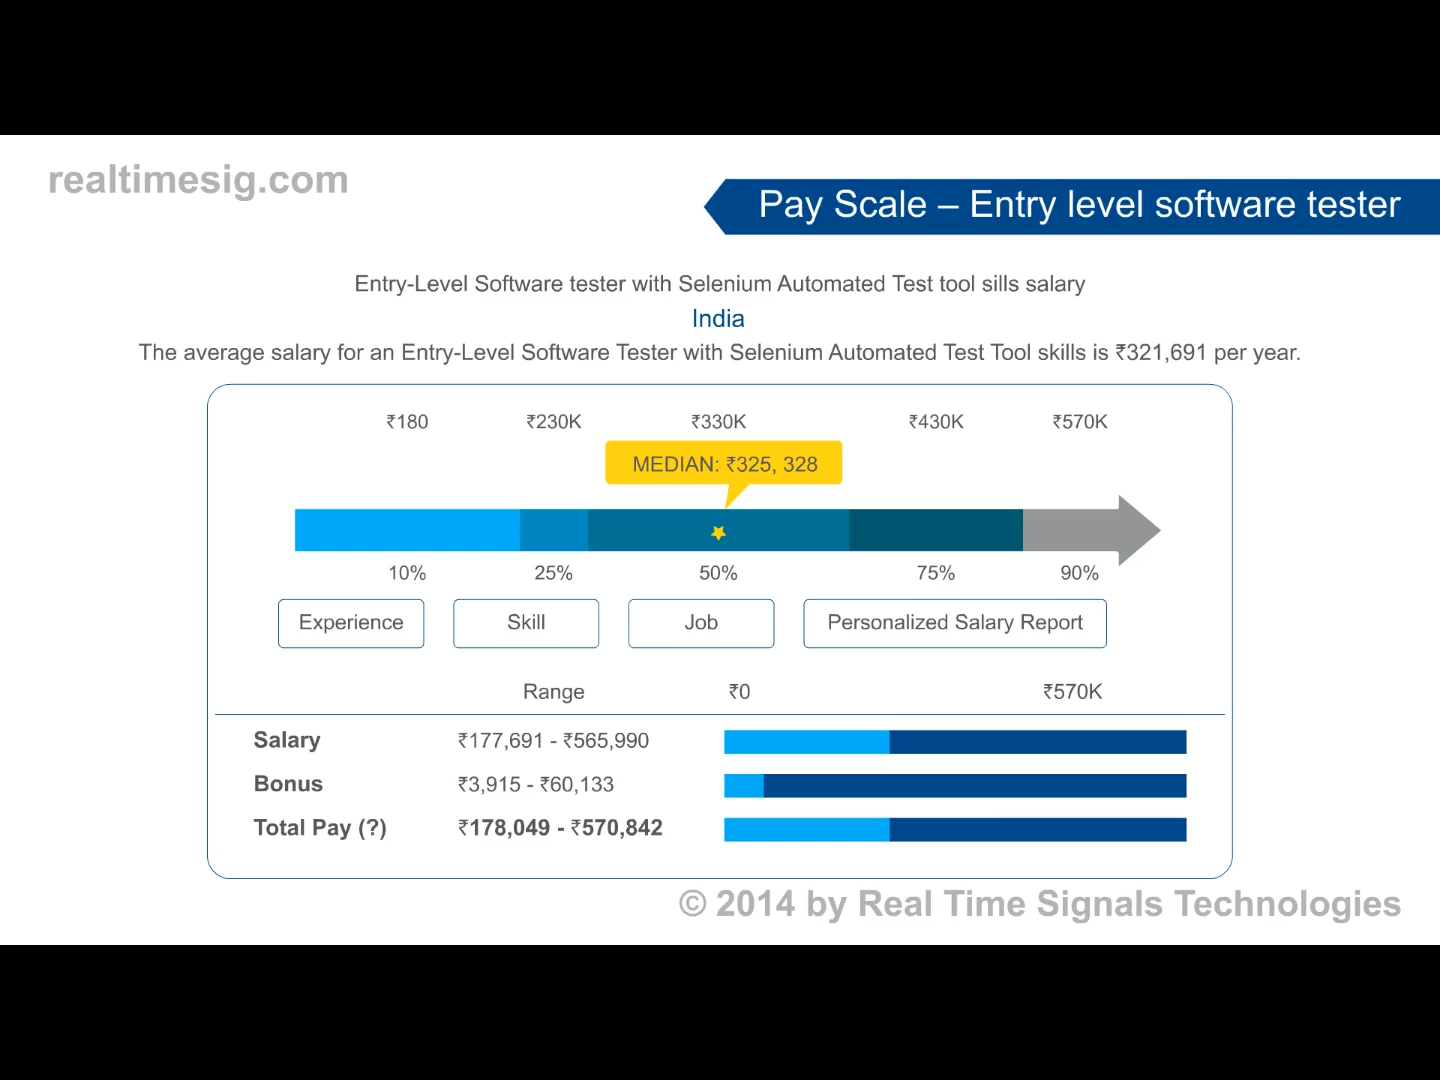 realtimesig.com
Pay Scale – Entry level software tester
Entry-Level Software tester with Selenium Automated Test tool sills salary
India
The average salary for an Entry-Level Software Tester with Selenium Automated Test Tool skills is ₹321,691 per year.
₹180 ₹230K ₹330K ₹430K ₹570K
MEDIAN: ₹325, 328
10% 25% 50% 75% 90%
Experience Skill Job Personalized Salary Report
Range ₹0 ₹570K
Salary ₹177,691 - ₹565,990
Bonus ₹3,915 - ₹60,133
Total Pay (?) ₹178,049 - ₹570,842
© 2014 by Real Time Signals Technologies